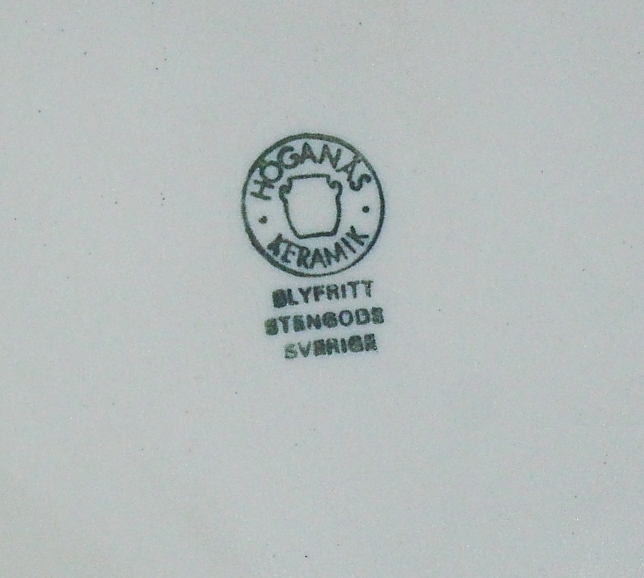 HÖGANÄS
KERAMIK
BLYFRITT
STENGODS
SVERIGE